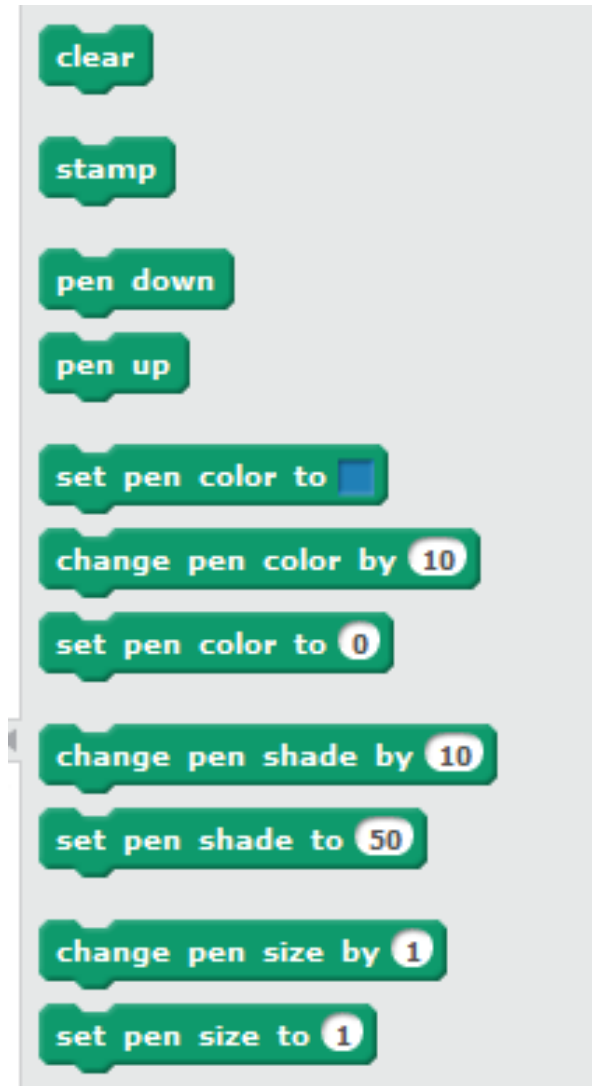 clear
stamp
pen down
pen up
set pen color to
change pen color by 10
set pen color to 0
change pen shade by 10
set pen shade to 50
change pen size by 1
set pen size to 1